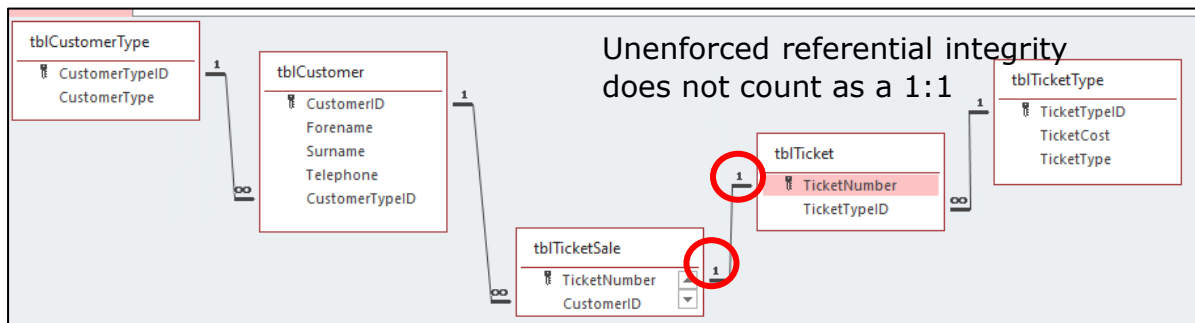 tblCustomerType
CustomerTypeID
CustomerType
1
∞
tblCustomer
CustomerID
Forename
Surname
Telephone
CustomerTypeID
1
∞
Unenforced referential integrity
does not count as a 1:1
tblTicketSale
TicketNumber
CustomerID
1
1
tblTicket
TicketNumber
TicketTypeID
∞
1
tblTicketType
TicketTypeID
TicketCost
TicketType